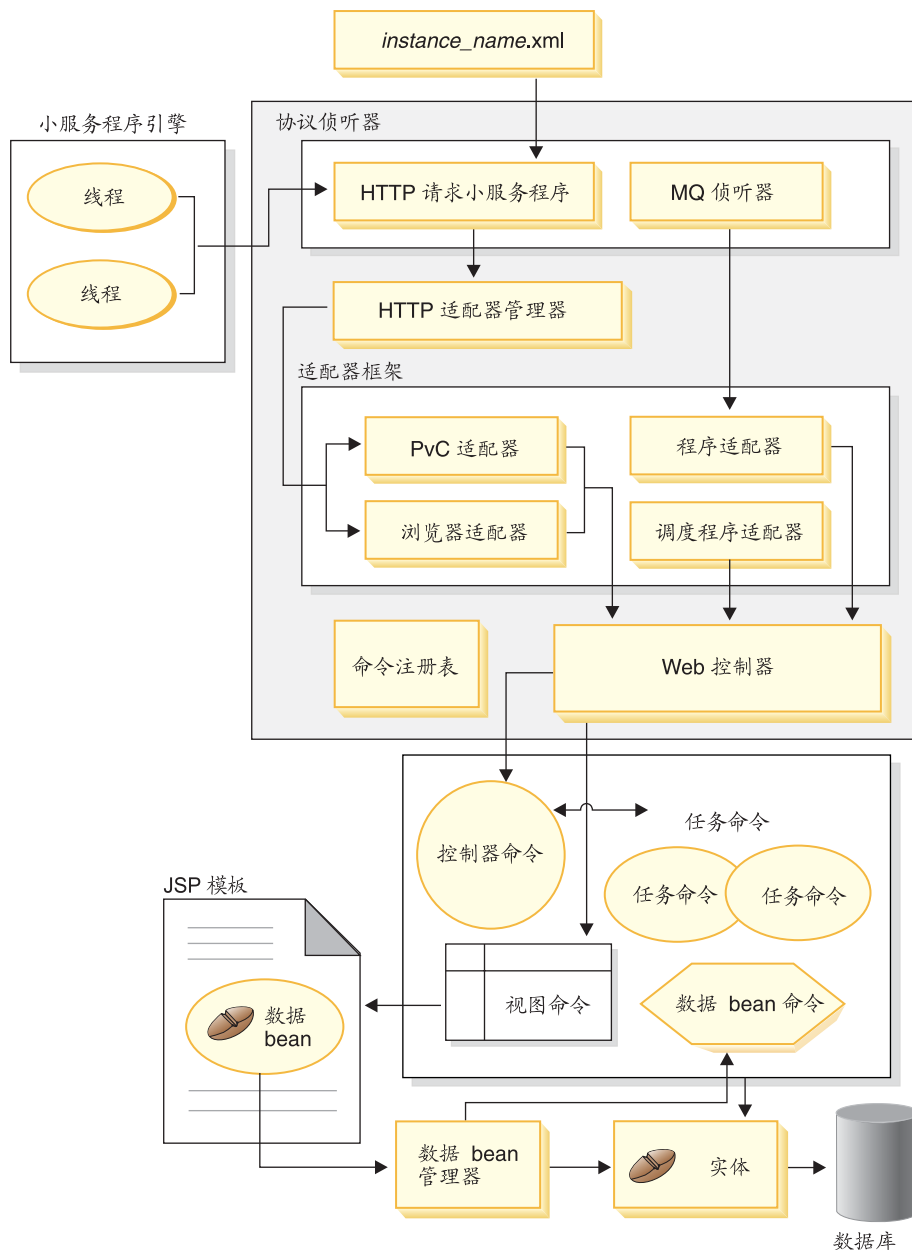 instance_name.xml
小服务程序引擎
协议侦听器
线程
HTTP 请求小服务程序
MQ 侦听器
线程
HTTP 适配器管理器
适配器框架
PvC 适配器
程序适配器
浏览器适配器
调度程序适配器
命令注册表
Web 控制器
控制器命令
任务命令
任务命令
任务命令
JSP 模板
数据
bean
视图命令
数据 bean 命令
数据 bean
管理器
实体
数据库